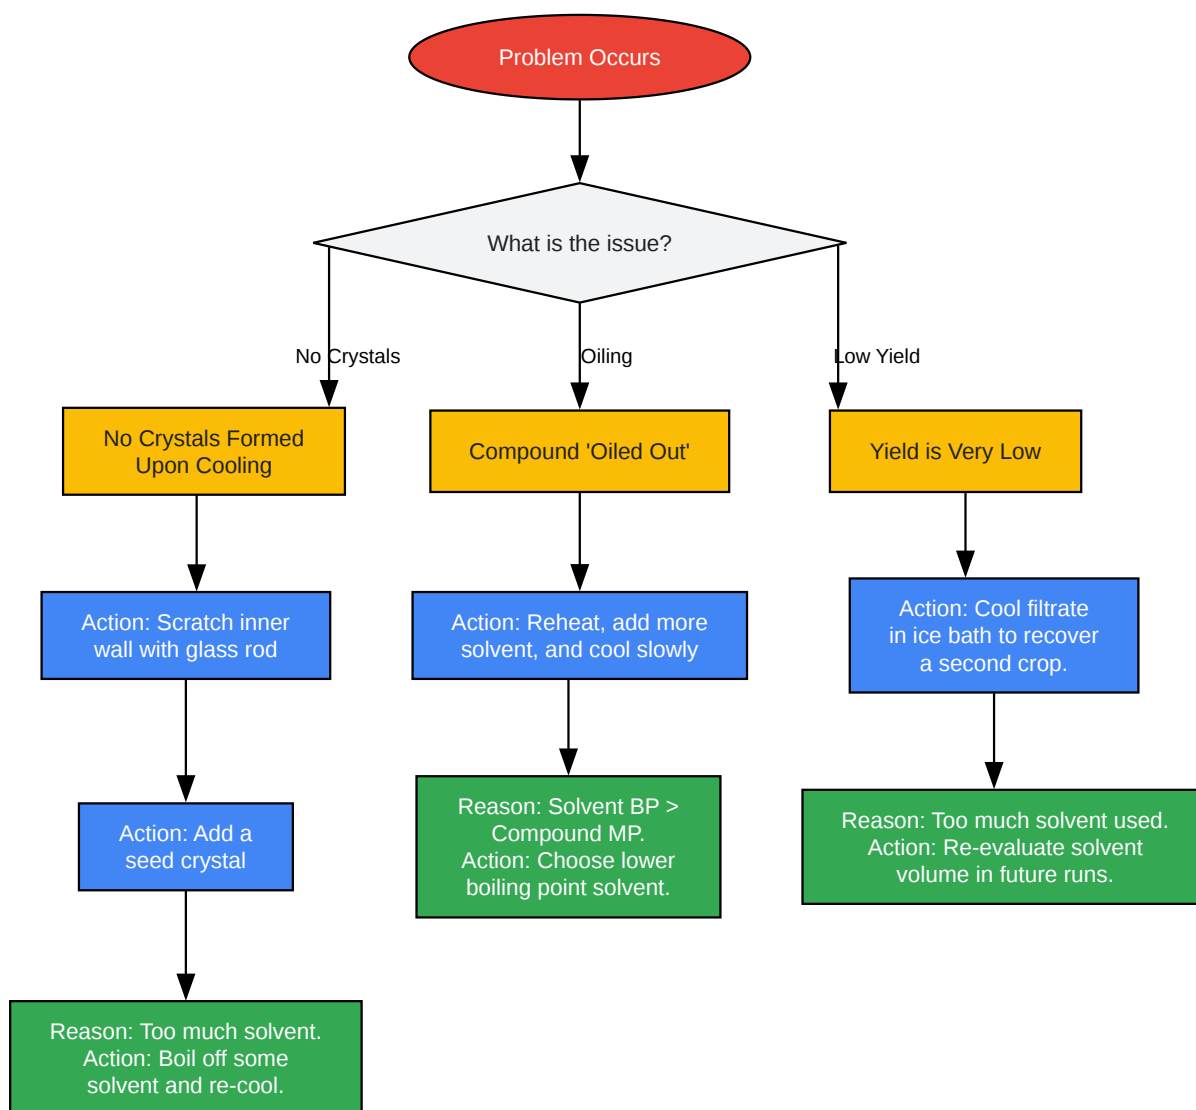 Problem Occurs
What is the issue?
No Crystals
Oiling
Low Yield
No Crystals Formed
Upon Cooling
Compound 'Oiled Out'
Yield is Very Low
Action: Scratch inner
wall with glass rod
Action: Reheat, add more
solvent, and cool slowly
Action: Cool filtrate
in ice bath to recover
a second crop.
Action: Add a
seed crystal
Reason: Solvent BP >
Compound MP.
Action: Choose lower
boiling point solvent.
Reason: Too much solvent used.
Action: Re-evaluate solvent
volume in future runs.
Reason: Too much solvent.
Action: Boil off some
solvent and re-cool.